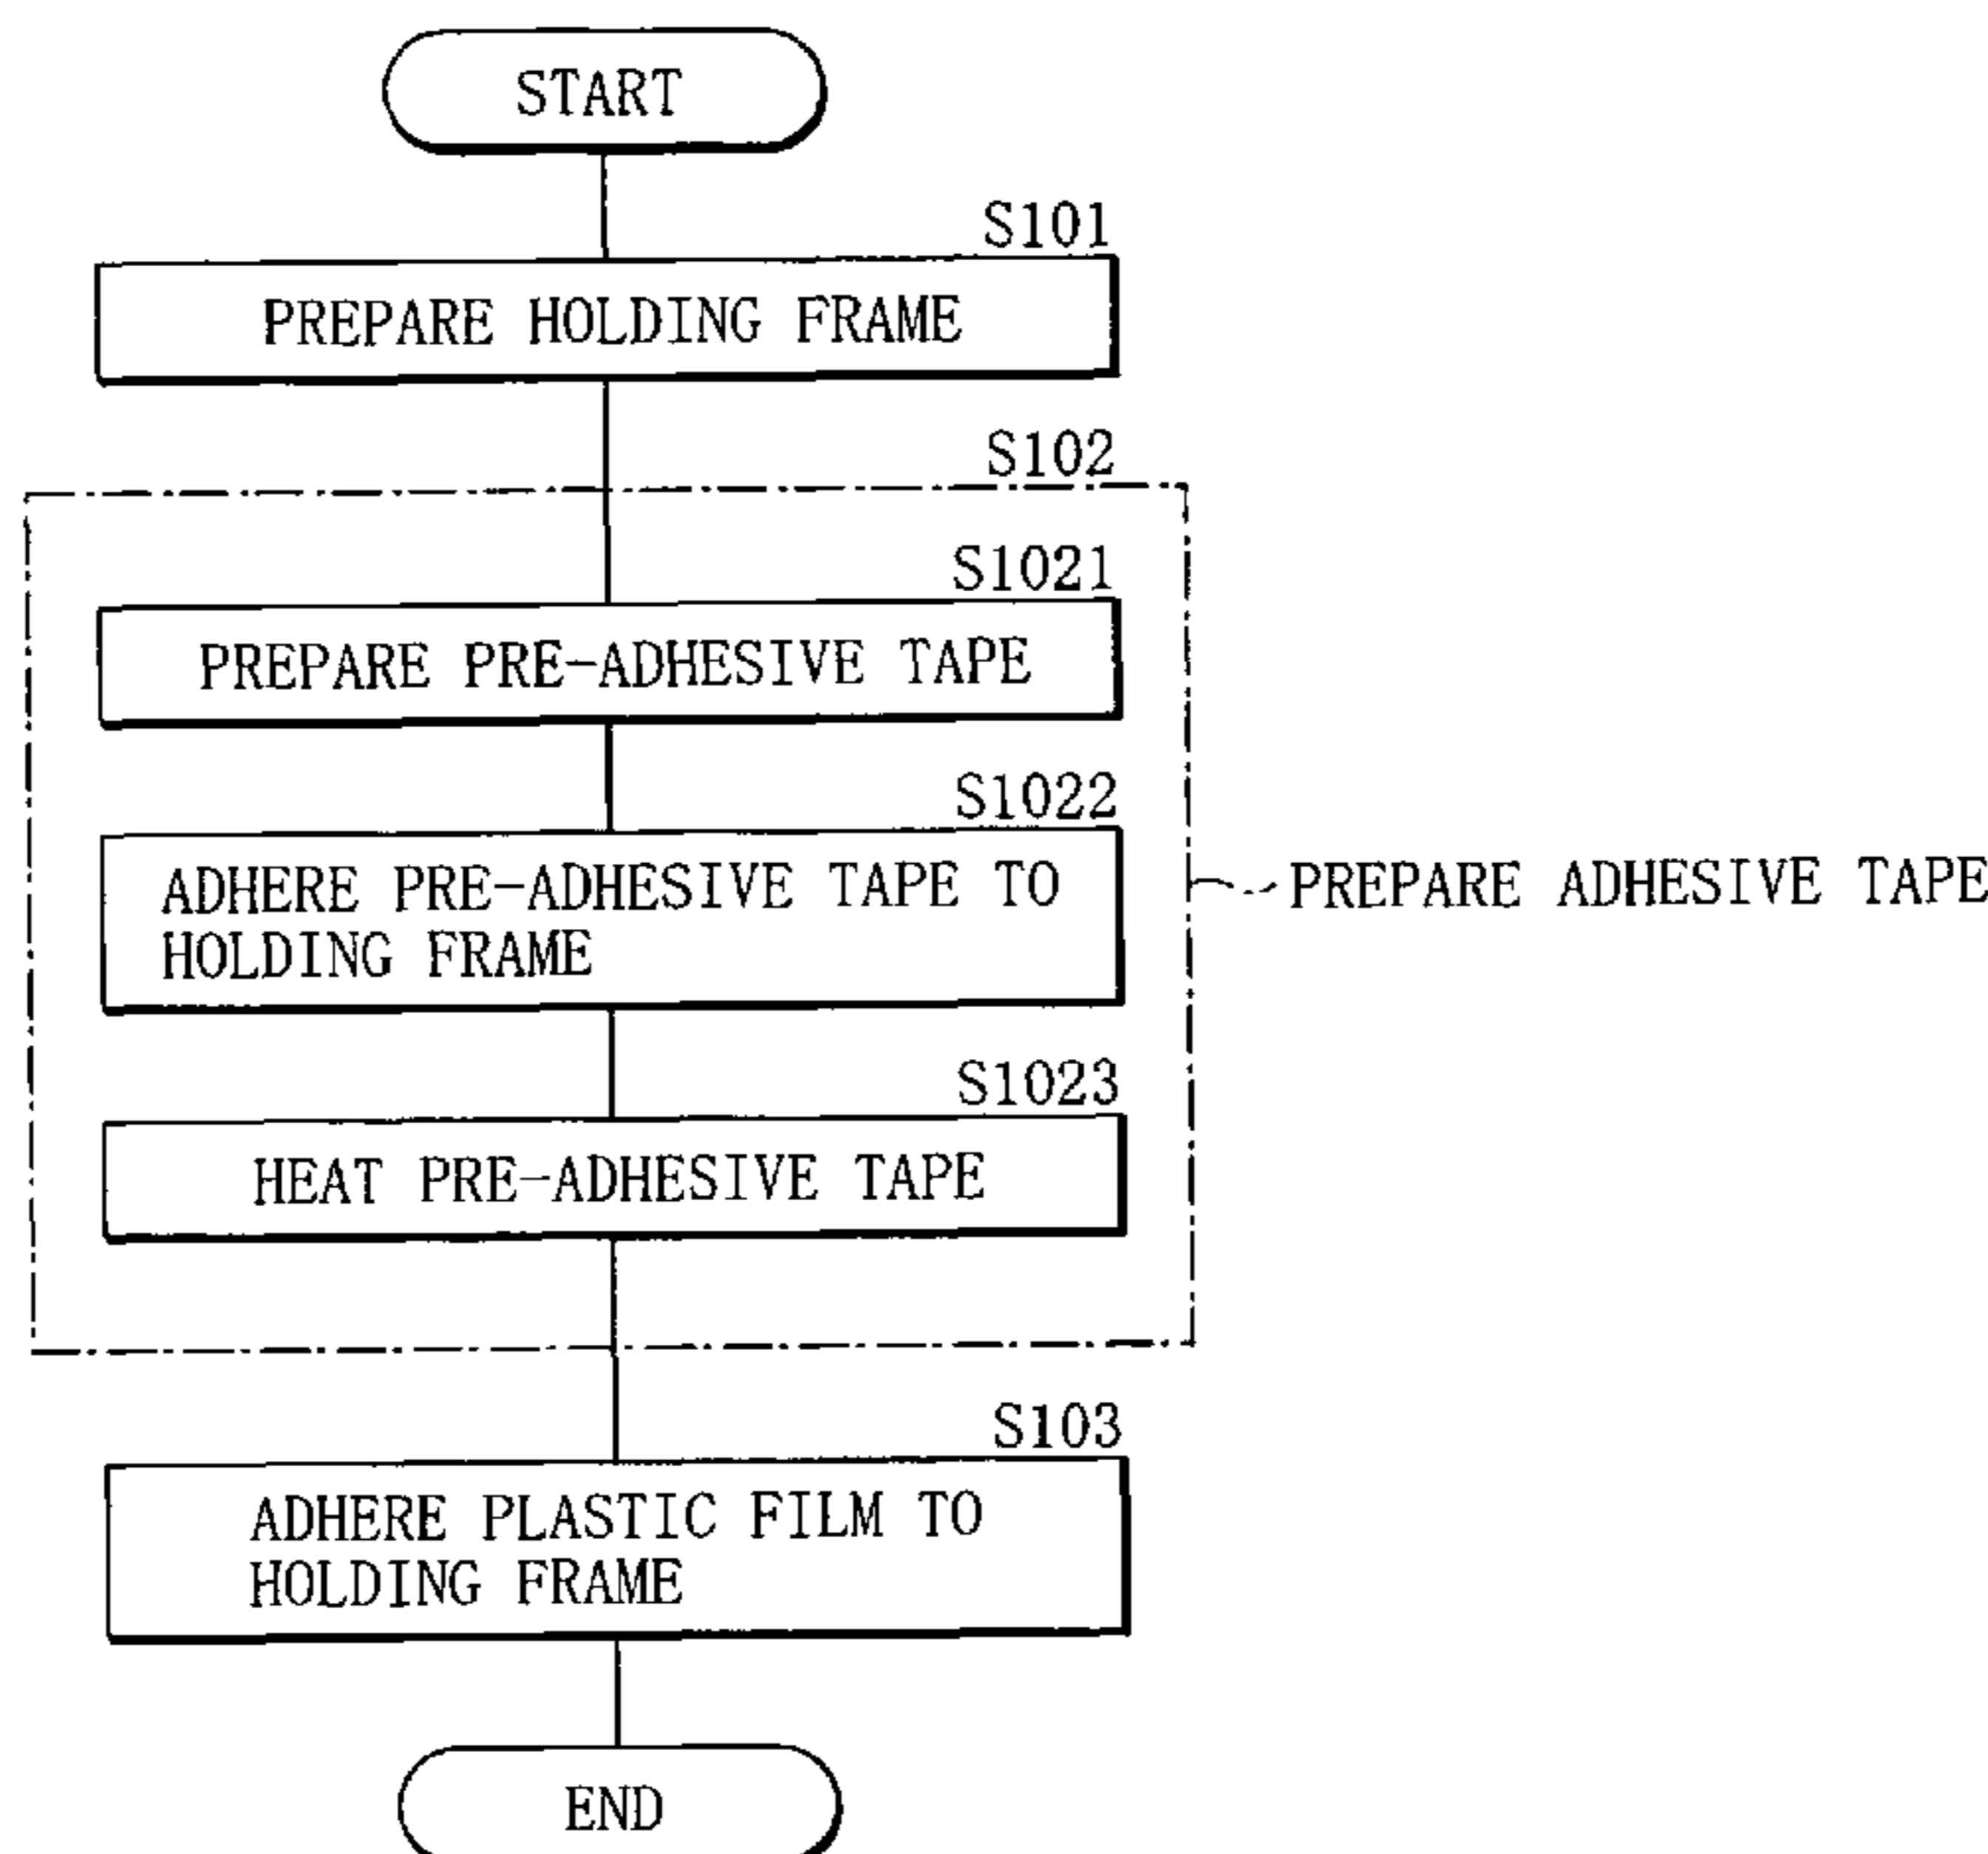 START
S101
PREPARE HOLDING FRAME
S102
S1021
PREPARE PRE-ADHESIVE TAPE
S1022
ADHERE PRE-ADHESIVE TAPE TO
HOLDING FRAME
PREPARE ADHESIVE TAPE
S1023
HEAT PRE-ADHESIVE TAPE
S103
ADHERE PLASTIC FILM TO
HOLDING FRAME
END